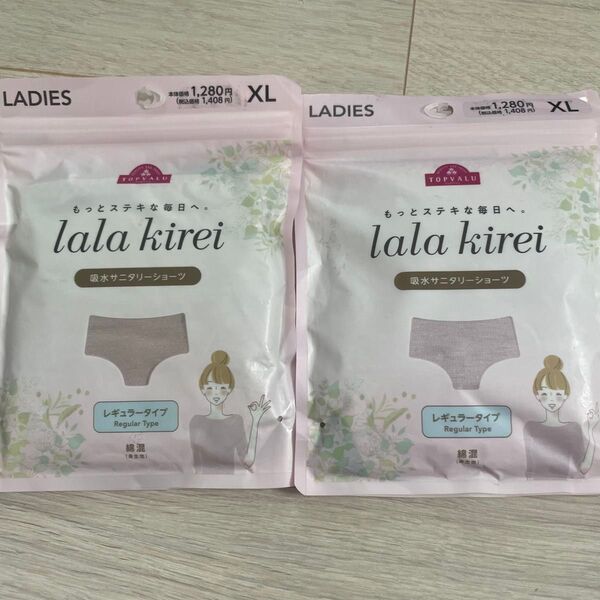 LADIES
本体価格1,280円
(税込価格1,408円)
XL
TOPVALU
もっとステキな毎日へ。
lala kirei
吸水サニタリーショーツ
レギュラータイプ
Regular Type
綿混
LADIES
本体価格1,280円
(税込価格1,408円)
XL
TOPVALU
もっとステキな毎日へ。
lala kirei
吸水サニタリーショーツ
レギュラータイプ
Regular Type
綿混